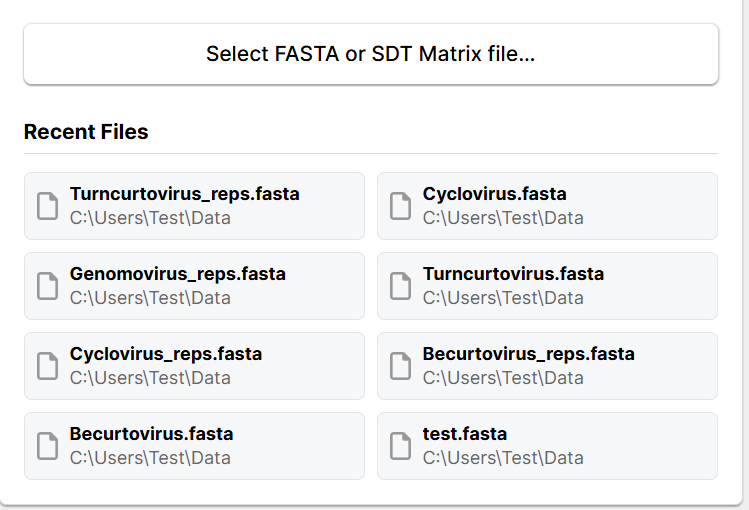 Select FASTA or SDT Matrix file...
Recent Files
Turncurtovirus_reps.fasta
C:\Users\Test\Data
Cyclovirus.fasta
C:\Users\Test\Data
Genomovirus_reps.fasta
C:\Users\Test\Data
Turncurtovirus.fasta
C:\Users\Test\Data
Cyclovirus_reps.fasta
C:\Users\Test\Data
Becurtovirus_reps.fasta
C:\Users\Test\Data
Becurtovirus.fasta
C:\Users\Test\Data
test.fasta
C:\Users\Test\Data